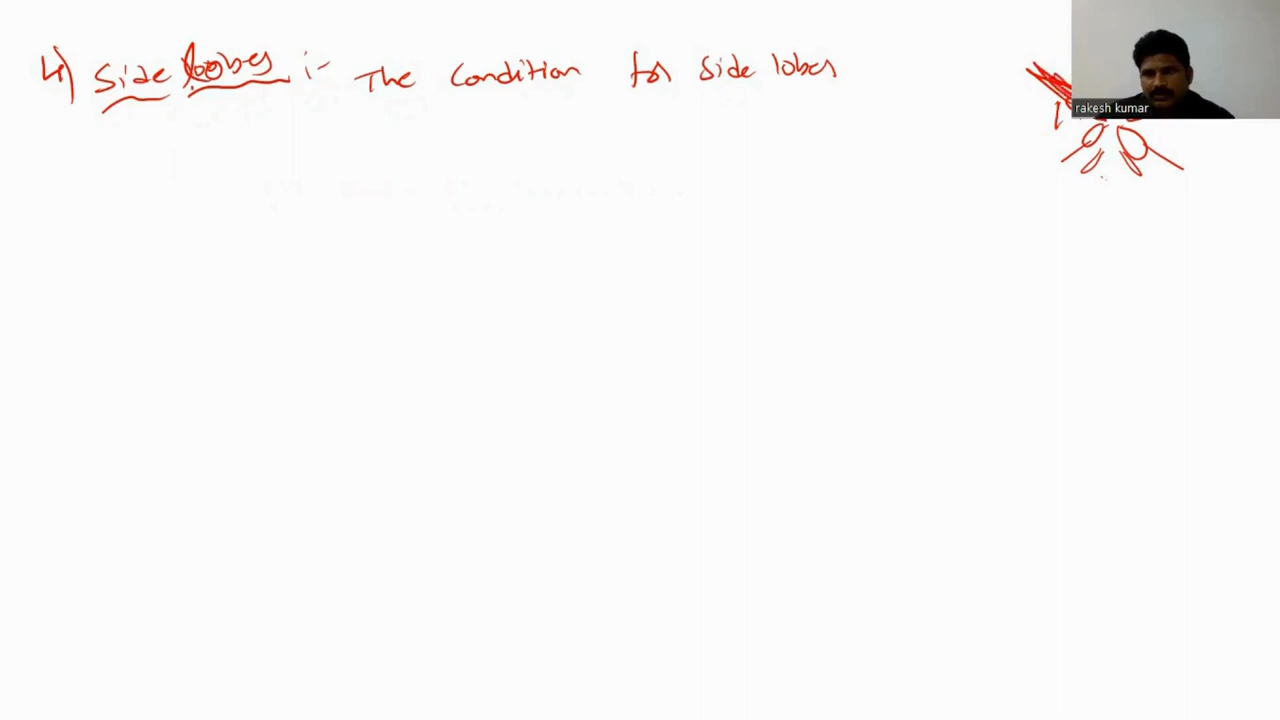 4) Side lobes :- The Condition for Side lobes
rakesh kumar